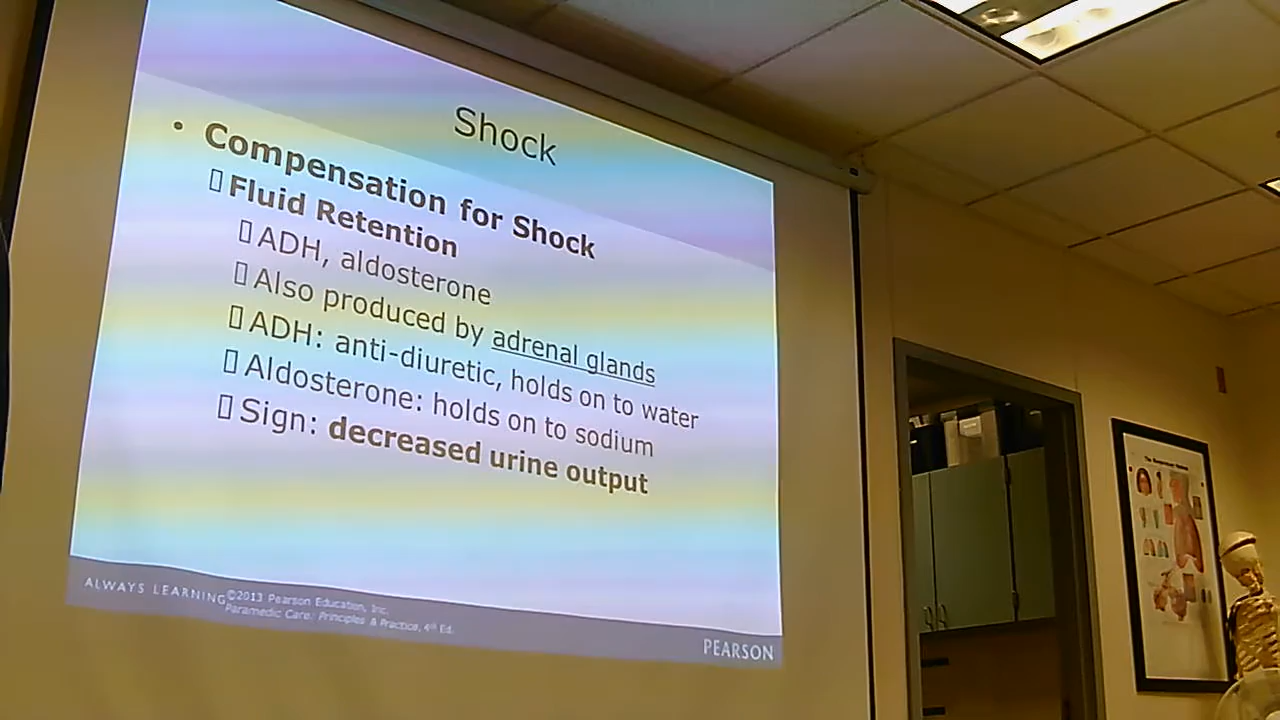 Shock
• Compensation for Shock
▯ Fluid Retention
▯ ADH, aldosterone
▯ Also produced by adrenal glands
▯ ADH: anti-diuretic, holds on to water
▯ Aldosterone: holds on to sodium
▯ Sign: decreased urine output
ALWAYS LEARNING
©2013 Pearson Education, Inc.
Paramedic Care: Principles & Practice, 4th Ed.
PEARSON